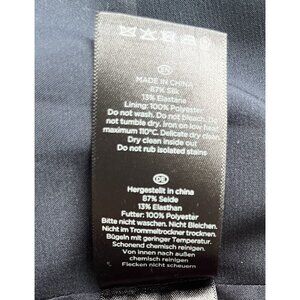 MADE IN CHINA
87% Silk
13% Elastane
Lining: 100% Polyester
Do not wash. Do not bleach. Do
not tumble dry. Iron on low heat
maximum 110°C. Delicate dry clean
Dry clean inside out
Do not rub isolated stains
DE
Hergestellt in china
87% Seide
13% Elasthan
Futter: 100% Polyester
Bitte nicht waschen. Nicht Bleichen.
Nicht im Trommeltrockner trocknen.
Bügeln mit geringer Temperatur.
Schonend chemisch reinigen.
Von innen nach außen
chemisch reinigen
Flecken nicht scheuern